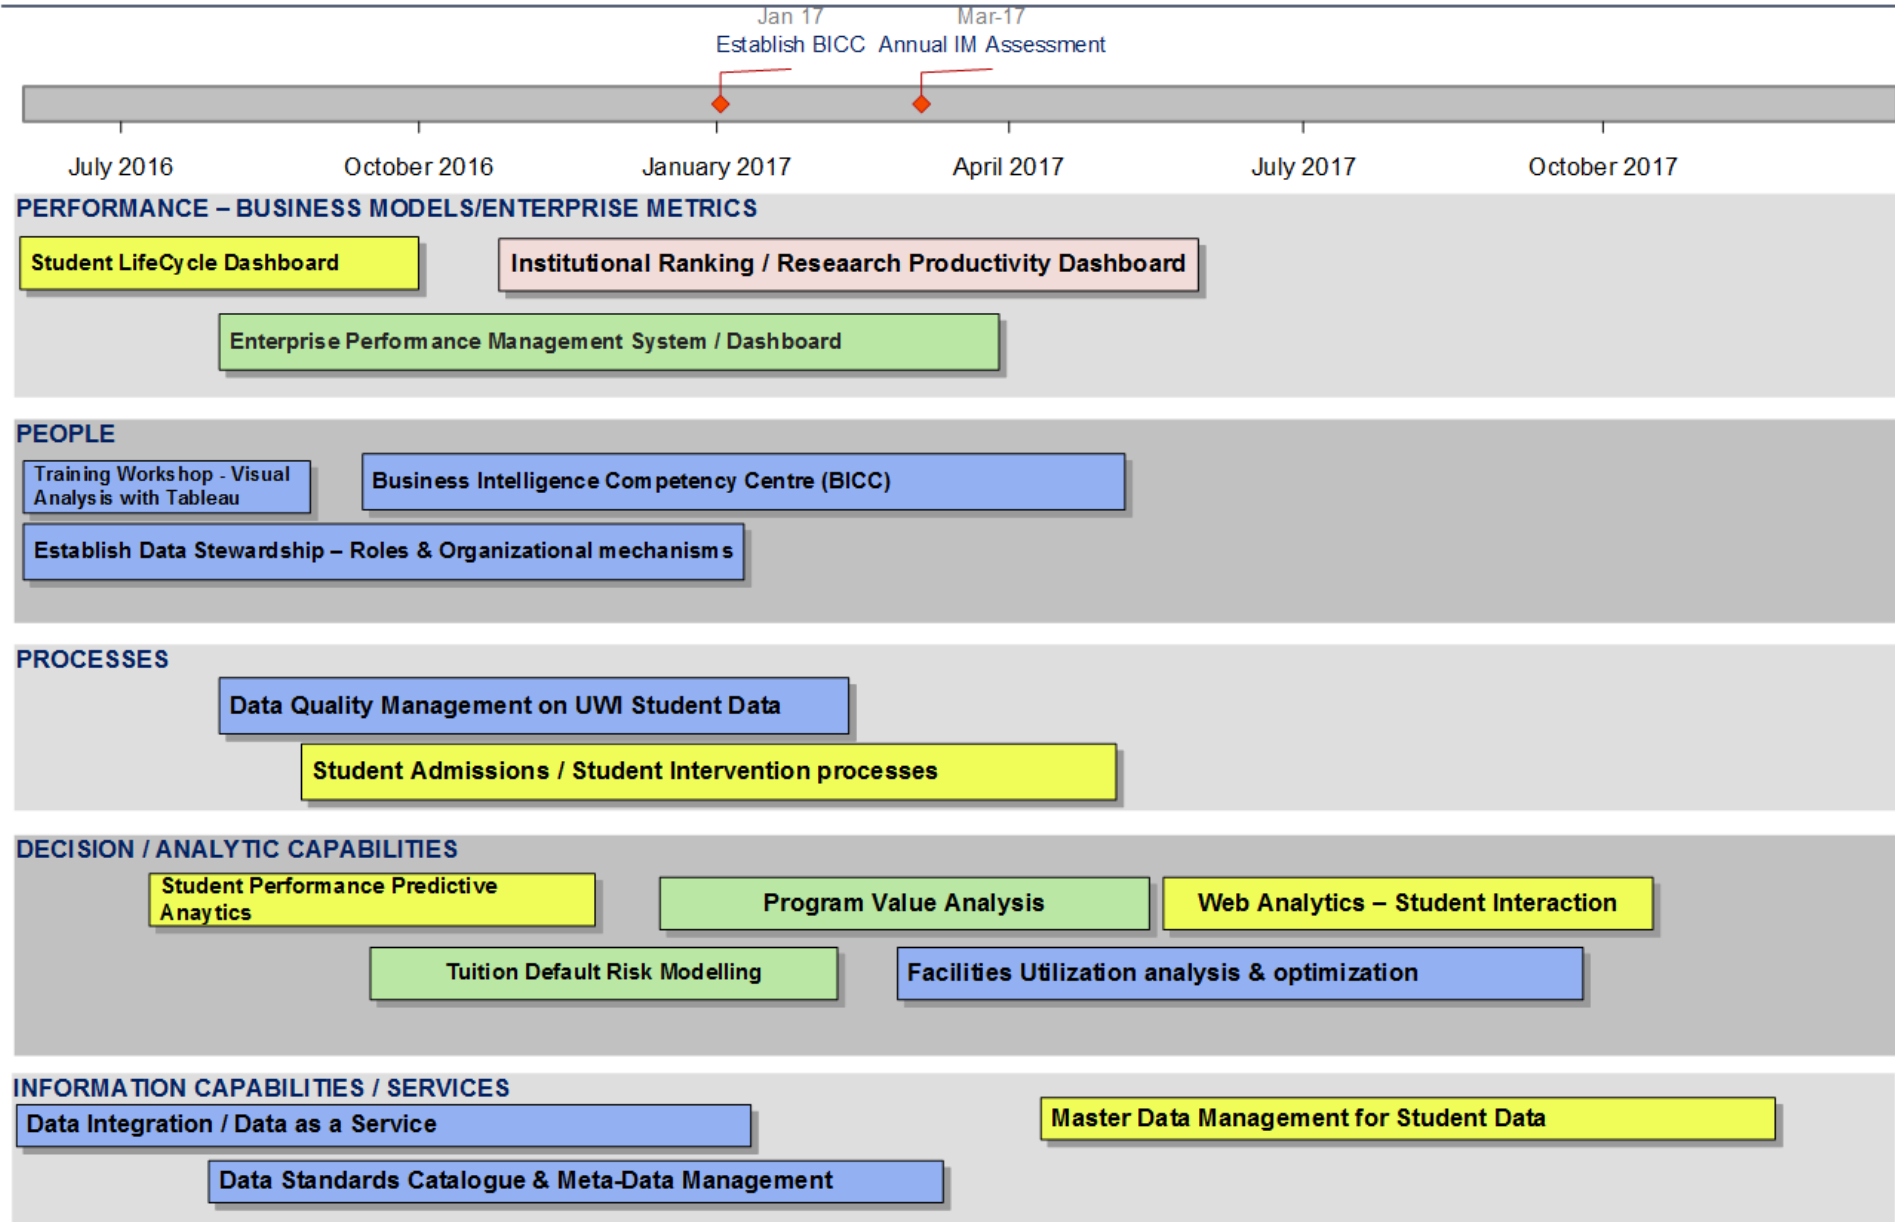 Jan 17
Mar-17
Establish BICC
Annual IM Assessment
July 2016
October 2016
January 2017
April 2017
July 2017
October 2017
PERFORMANCE – BUSINESS MODELS/ENTERPRISE METRICS
Student LifeCycle Dashboard
Institutional Ranking / Reseaarch Productivity Dashboard
Enterprise Performance Management System / Dashboard
PEOPLE
Training Workshop - Visual
Analysis with Tableau
Business Intelligence Competency Centre (BICC)
Establish Data Stewardship – Roles & Organizational mechanisms
PROCESSES
Data Quality Management on UWI Student Data
Student Admissions / Student Intervention processes
DECISION / ANALYTIC CAPABILITIES
Student Performance Predictive
Anaytics
Program Value Analysis
Web Analytics – Student Interaction
Tuition Default Risk Modelling
Facilities Utilization analysis & optimization
INFORMATION CAPABILITIES / SERVICES
Data Integration / Data as a Service
Master Data Management for Student Data
Data Standards Catalogue & Meta-Data Management